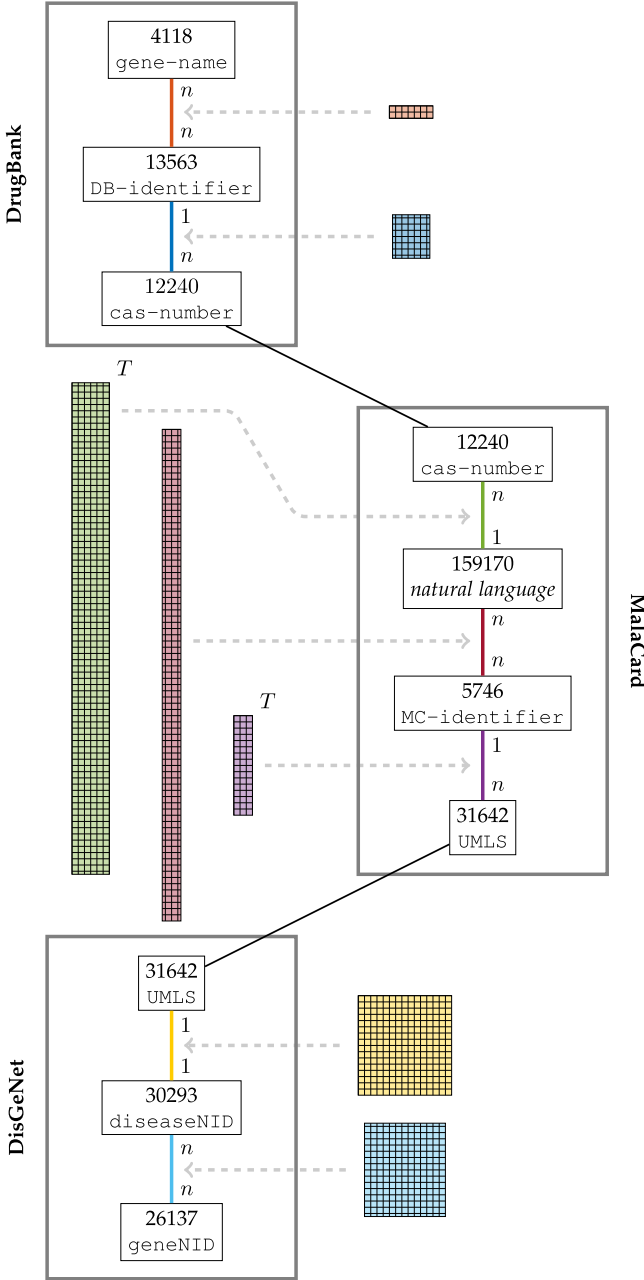 DrugBank
4118
gene-name
n
n
13563
DB-identifier
1
n
12240
cas-number
T
MalaCard
12240
cas-number
n
1
159170
natural language
n
n
5746
MC-identifier
T
1
n
31642
UMLS
DisGeNet
31642
UMLS
1
1
30293
diseaseNID
n
n
26137
geneNID